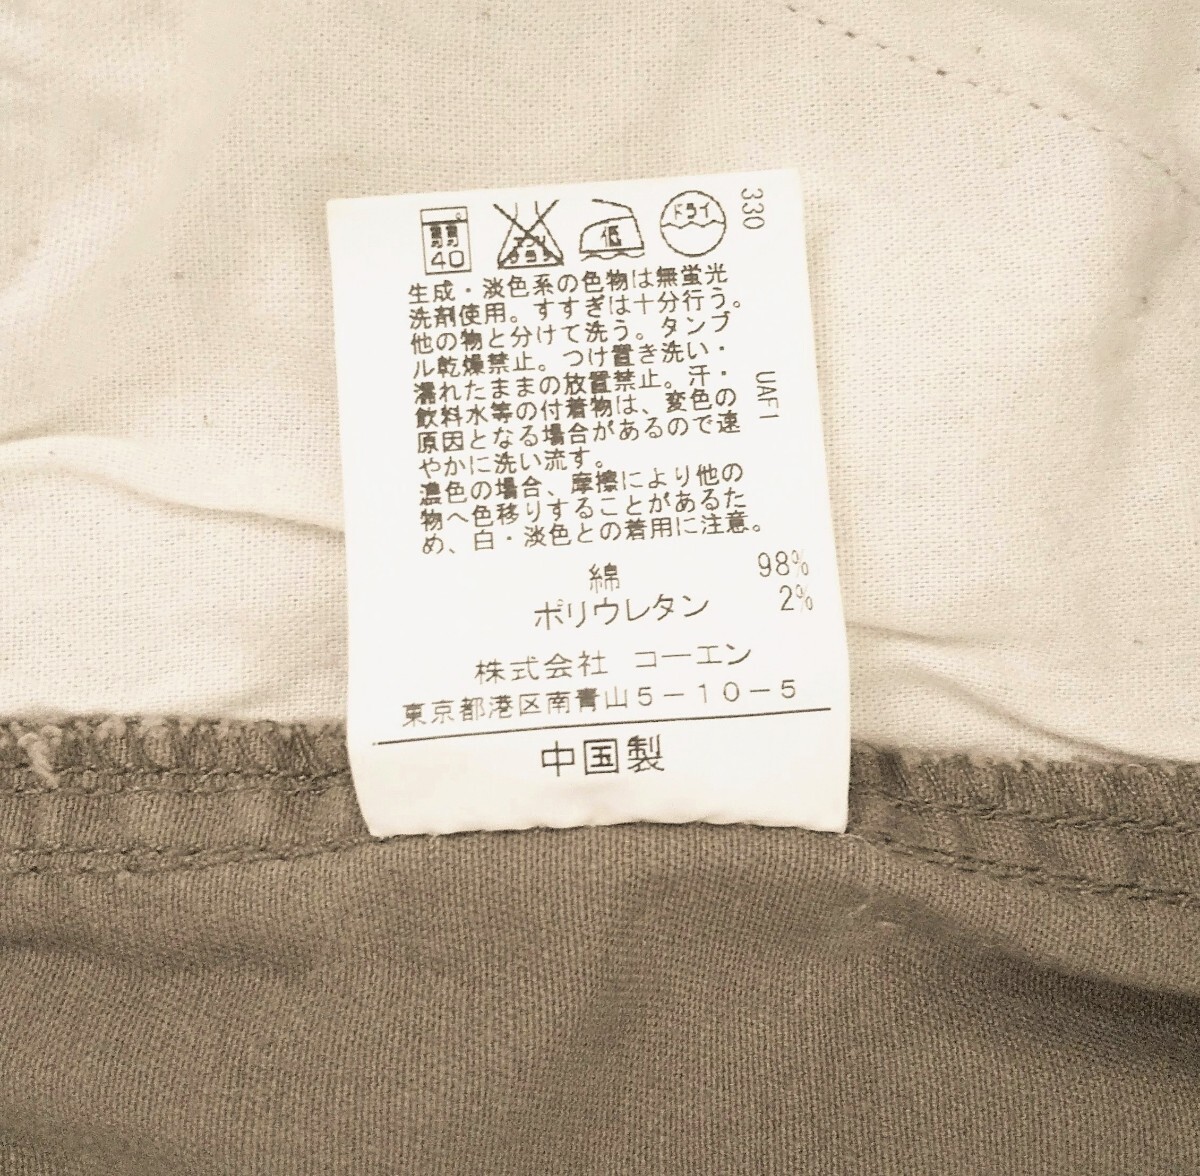 40
エンソ
サラシ
低
ドライ
330
生成・淡色系の色物は無蛍光
洗剤使用。すすぎは十分行う。
他の物と分けて洗う。タンブ
ル乾燥禁止。つけ置き洗い・
濡れたままの放置禁止。汗・
飲料水等の付着物は、変色の
原因となる場合があるので速
やかに洗い流す。
濃色の場合、摩擦により他の
物へ色移りすることがあるた
め、白・淡色との着用に注意。
UAF1
綿 98%
ポリウレタン 2%
株式会社 コーエン
東京都港区南青山5-10-5
中国製